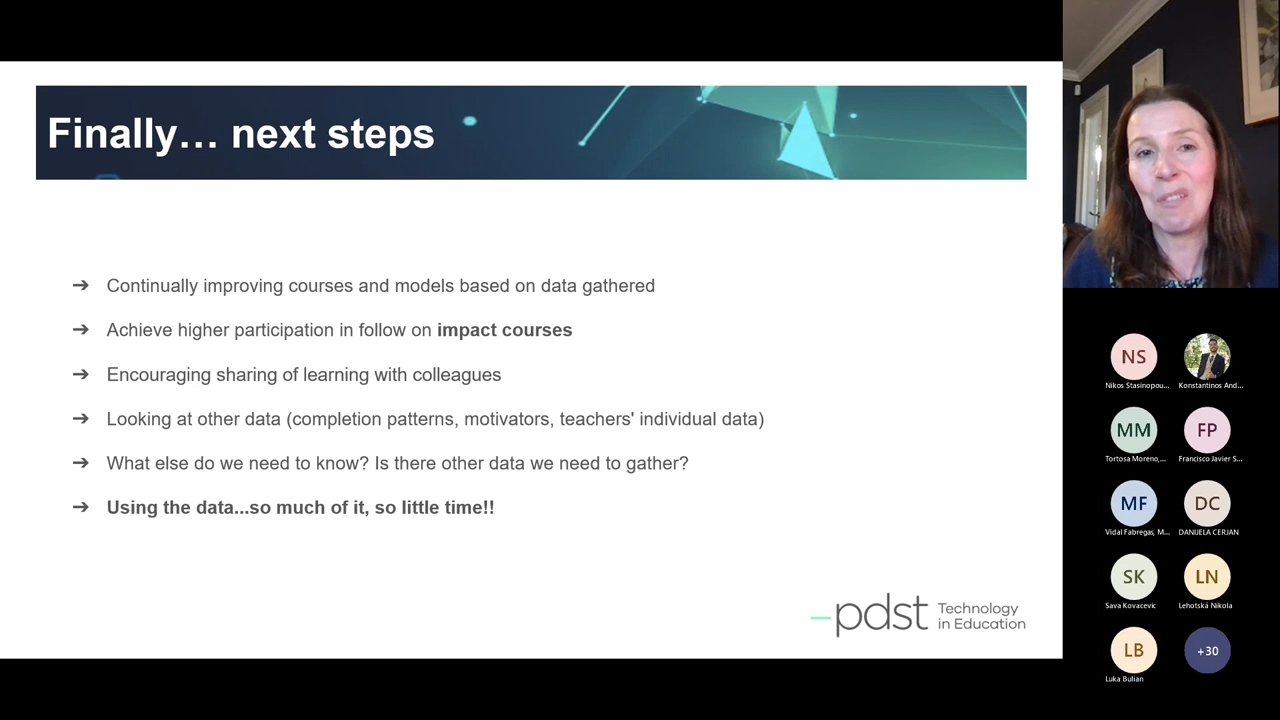 Finally… next steps
➔ Continually improving courses and models based on data gathered
➔ Achieve higher participation in follow on impact courses
➔ Encouraging sharing of learning with colleagues
➔ Looking at other data (completion patterns, motivators, teachers' individual data)
➔ What else do we need to know? Is there other data we need to gather?
➔ Using the data...so much of it, so little time!!
pdst Technology
in Education
NS
Nikos Stasinopou...
Konstantinos And...
MM
FP
Tortosa Moreno,...
Francisco Javier S...
MF
DC
Vidal Fabregas, M...
DANIJELA CERJAN
SK
LN
Sava Kovacevic
Lehotská Nikola
LB
+30
Luka Bulian